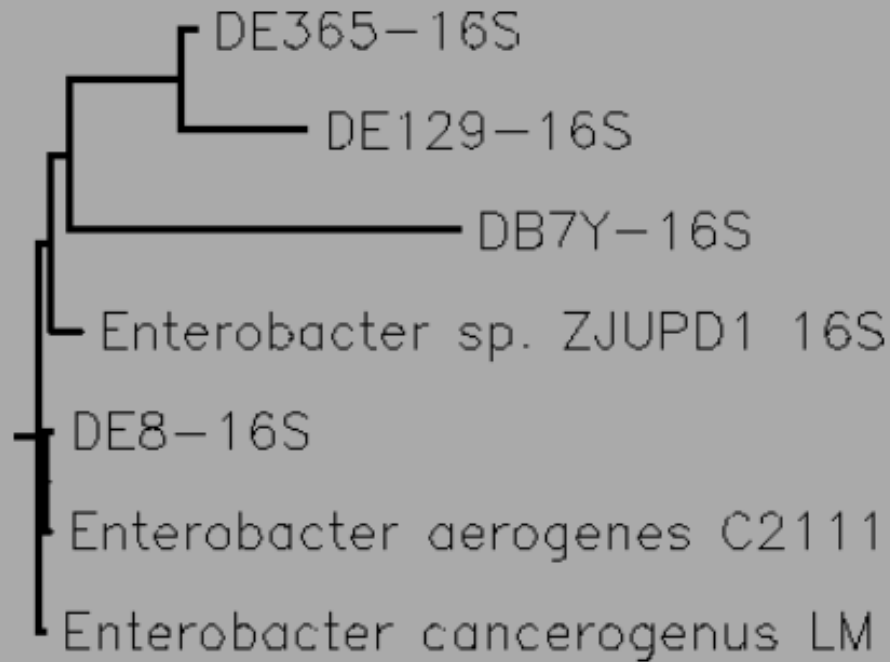 DE365-16S
DE129-16S
DB7Y-16S
Enterobacter sp. ZJUPD1 16S
DE8-16S
Enterobacter aerogenes C2111
Enterobacter cancerogenus LM